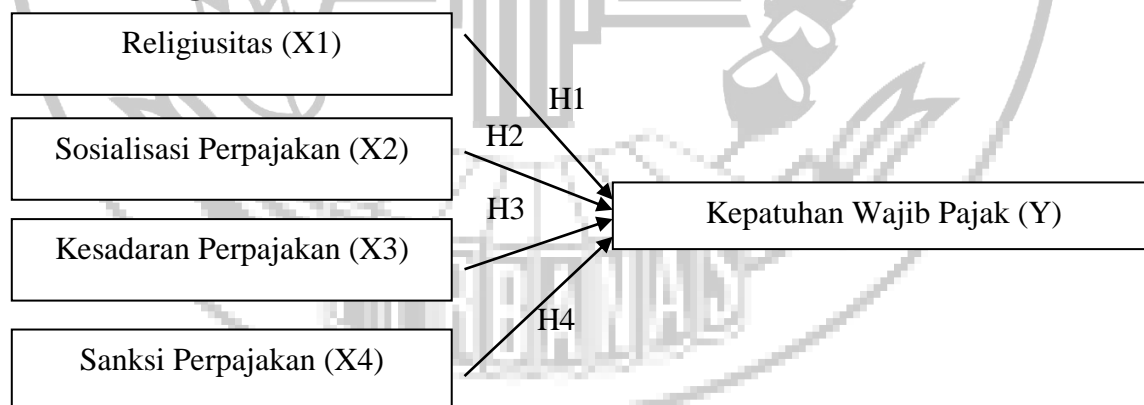 Religiusitas (X1)
H1
Sosialisasi Perpajakan (X2)
H2
Kepatuhan Wajib Pajak (Y)
H3
Kesadaran Perpajakan (X3)
H4
Sanksi Perpajakan (X4)